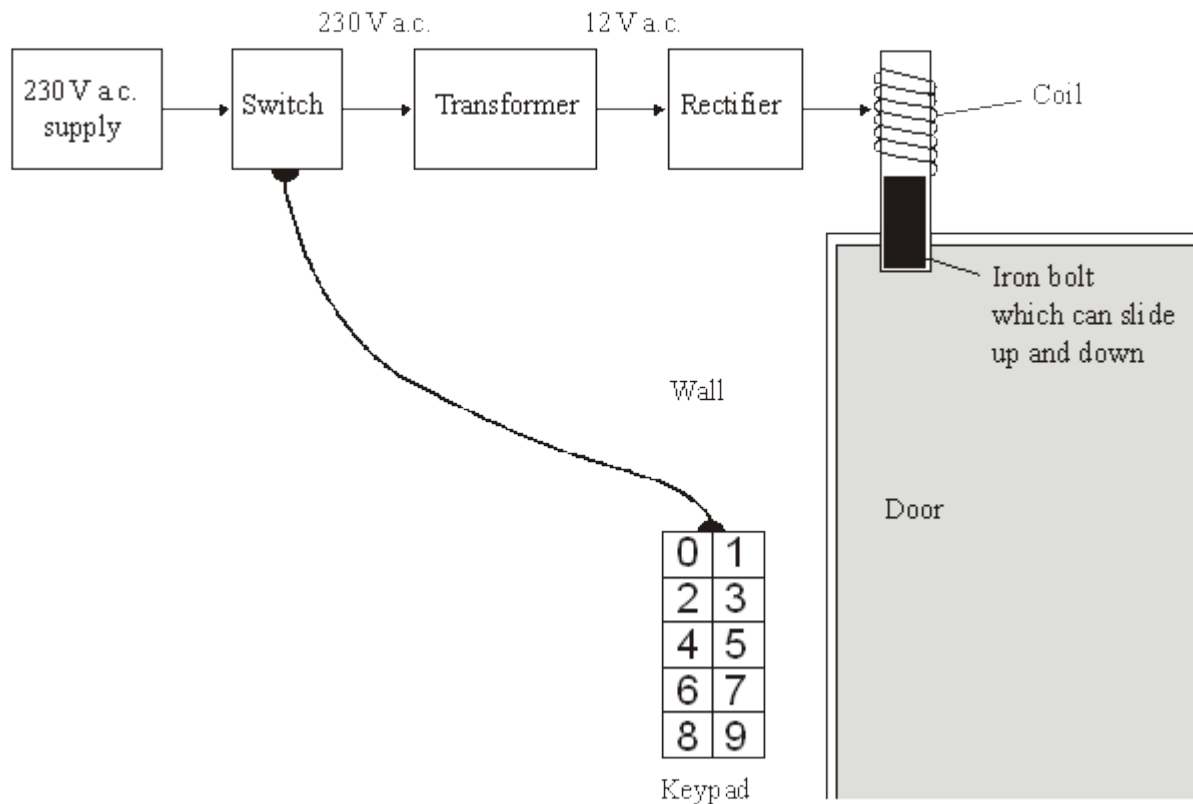 230 V a.c.
12 V a.c.
230 V a.c.
supply
Switch
Transformer
Rectifier
Coil
Iron bolt
which can slide
up and down
Wall
Door
0 1
2 3
4 5
6 7
8 9
Keypad